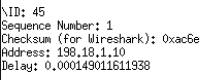 \ID: 45
Sequence Number: 1
Checksum (for Wireshark): 0xac6e
Address: 198.18.1.10
Delay: 0.000149011611938